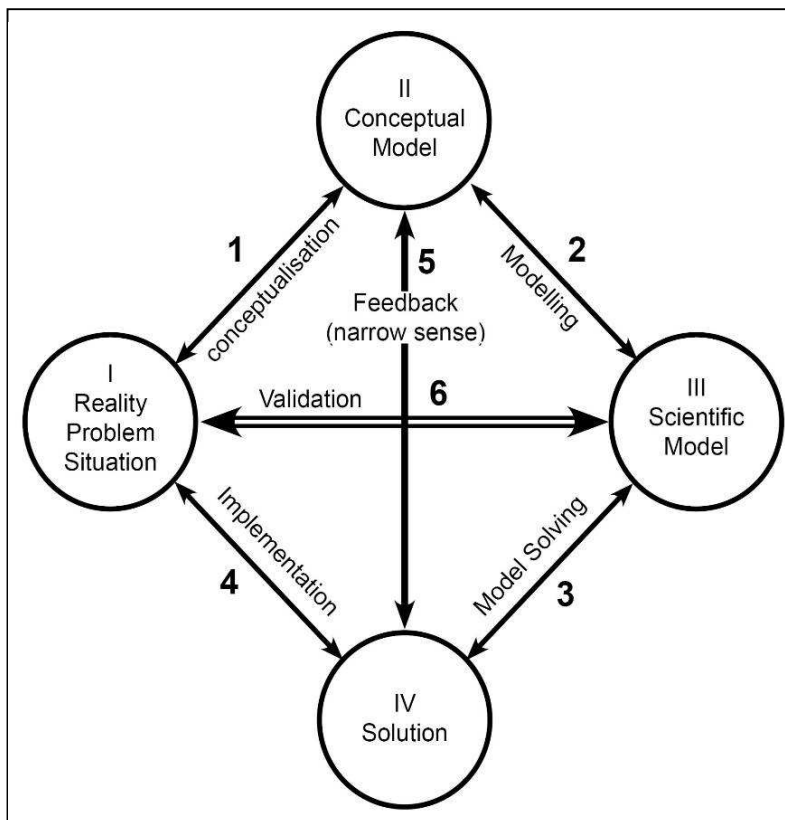 II
Conceptual
Model
1
conceptualisation
2
Modelling
5
Feedback
(narrow sense)
I
Reality
Problem
Situation
Validation
6
III
Scientific
Model
Implementation
4
Model Solving
3
IV
Solution